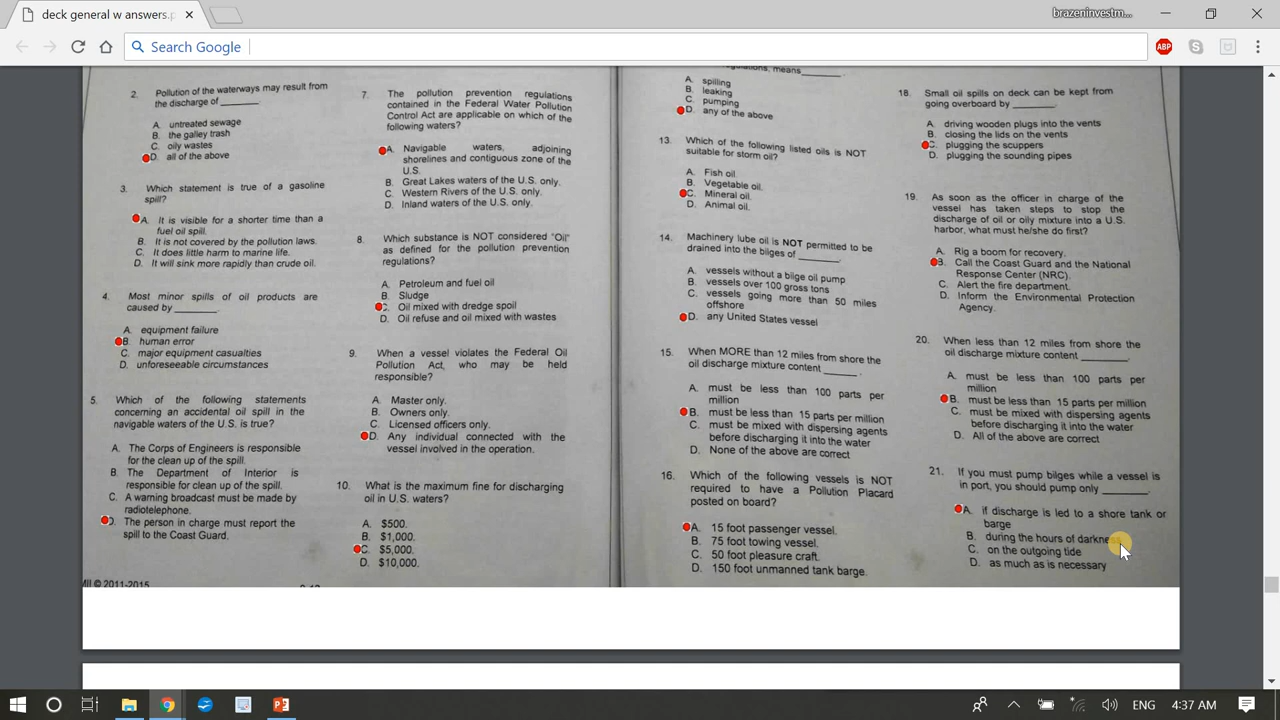 deck general w answers.p
brazeninvestm...
Search Google
ABP
2. Pollution of the waterways may result from
the discharge of ______
A. untreated sewage
B. the galley trash
C. oily wastes
D. all of the above
3. Which statement is true of a gasoline
spill?
A. It is visible for a shorter time than a
fuel oil spill.
B. It is not covered by the pollution laws.
C. It does little harm to marine life.
D. It will sink more rapidly than crude oil.
4. Most minor spills of oil products are
caused by ______
A. equipment failure
B. human error
C. major equipment casualties
D. unforeseeable circumstances
5. Which of the following statements
concerning an accidental oil spill in the
navigable waters of the U.S. is true?
A. The Corps of Engineers is responsible
for the clean up of the spill.
B. The Department of Interior is
responsible for clean up of the spill.
C. A warning broadcast must be made by
radiotelephone.
D. The person in charge must report the
spill to the Coast Guard.
© 2011-2015
7. The pollution prevention regulations
contained in the Federal Water Pollution
Control Act are applicable on which of the
following waters?
A. Navigable waters, adjoining
shorelines and contiguous zone of the
U.S.
B. Great Lakes waters of the U.S. only.
C. Western Rivers of the U.S. only.
D. Inland waters of the U.S. only.
8. Which substance is NOT considered "Oil"
as defined for the pollution prevention
regulations?
A. Petroleum and fuel oil
B. Sludge
C. Oil mixed with dredge spoil
D. Oil refuse and oil mixed with wastes
9. When a vessel violates the Federal Oil
Pollution Act, who may be held
responsible?
A. Master only.
B. Owners only.
C. Licensed officers only.
D. Any individual connected with the
vessel involved in the operation.
10. What is the maximum fine for discharging
oil in U.S. waters?
A. $500.
B. $1,000.
C. $5,000.
D. $10,000.
means ______.
A. spilling
B. leaking
C. pumping
D. any of the above
13. Which of the following listed oils is NOT
suitable for storm oil?
A. Fish oil.
B. Vegetable oil.
C. Mineral oil.
D. Animal oil.
14. Machinery lube oil is NOT permitted to be
drained into the bilges of ______
A. vessels without a bilge oil pump
B. vessels over 100 gross tons
C. vessels going more than 50 miles
offshore
D. any United States vessel
15. When MORE than 12 miles from shore the
oil discharge mixture content ______.
A. must be less than 100 parts per
million
B. must be less than 15 parts per million
C. must be mixed with dispersing agents
before discharging it into the water
D. None of the above are correct
16. Which of the following vessels is NOT
required to have a Pollution Placard
posted on board?
A. 15 foot passenger vessel.
B. 75 foot towing vessel.
C. 50 foot pleasure craft.
D. 150 foot unmanned tank barge.
18. Small oil spills on deck can be kept from
going overboard by ______.
A. driving wooden plugs into the vents
B. closing the lids on the vents
C. plugging the scuppers
D. plugging the sounding pipes
19. As soon as the officer in charge of the
vessel has taken steps to stop the
discharge of oil or oily mixture into a U.S.
harbor, what must he/she do first?
A. Rig a boom for recovery.
B. Call the Coast Guard and the National
Response Center (NRC).
C. Alert the fire department.
D. Inform the Environmental Protection
Agency.
20. When less than 12 miles from shore the
oil discharge mixture content ______.
A. must be less than 100 parts per
million
B. must be less than 15 parts per million
C. must be mixed with dispersing agents
before discharging it into the water
D. All of the above are correct
21. If you must pump bilges while a vessel is
in port, you should pump only ______.
A. if discharge is led to a shore tank or
barge
B. during the hours of darkness
C. on the outgoing tide
D. as much as is necessary
ENG 4:37 AM